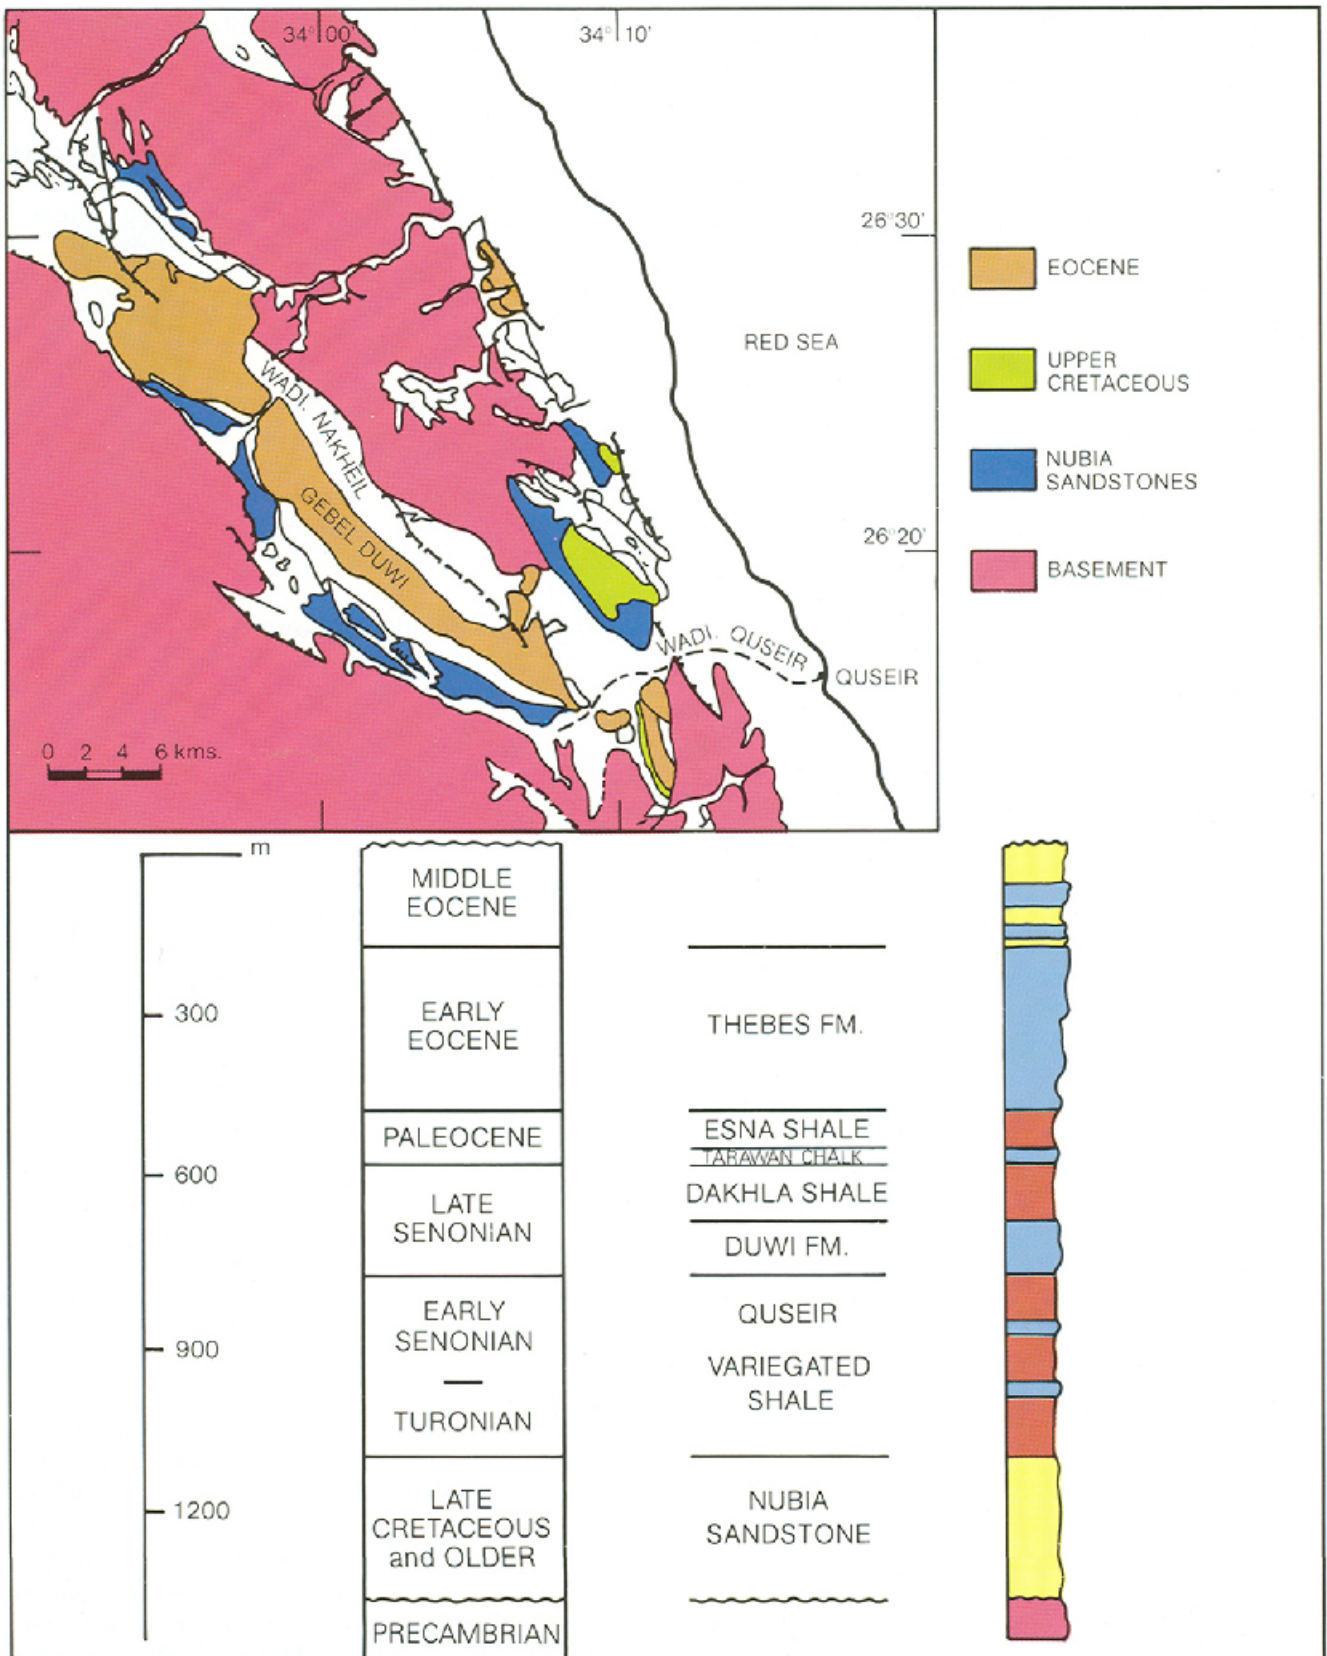 34° 00'
34° 10'
26° 30'
RED SEA
26° 20'
WADI. NAKHEIL
GEBEL DUWI
WADI. QUSEIR
QUSEIR
0 2 4 6 kms.
EOCENE
UPPER
CRETACEOUS
NUBIA
SANDSTONES
BASEMENT
m
300
600
900
1200
MIDDLE
EOCENE
EARLY
EOCENE
PALEOCENE
LATE
SENONIAN
EARLY
SENONIAN
—
TURONIAN
LATE
CRETACEOUS
and OLDER
PRECAMBRIAN
THEBES FM.
ESNA SHALE
TARAWAN CHALK
DAKHLA SHALE
DUWI FM.
QUSEIR
VARIEGATED
SHALE
NUBIA
SANDSTONE